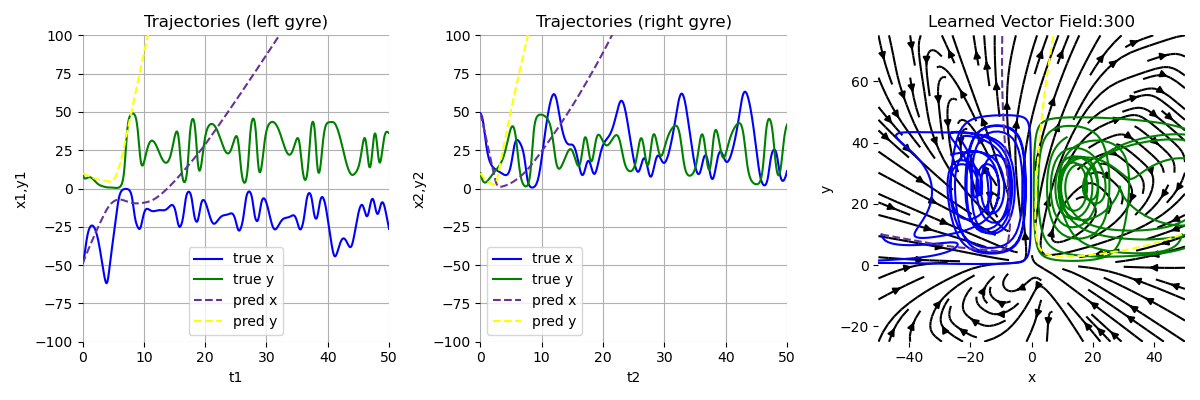 Trajectories (left gyre)
100
75
50
25
0
−25
−50
−75
−100
x1,y1
0
10
20
30
40
50
t1
true x
true y
pred x
pred y
Trajectories (right gyre)
100
75
50
25
0
−25
−50
−75
−100
x2,y2
0
10
20
30
40
50
t2
true x
true y
pred x
pred y
Learned Vector Field:300
60
40
20
0
−20
y
−40
−20
0
20
40
x